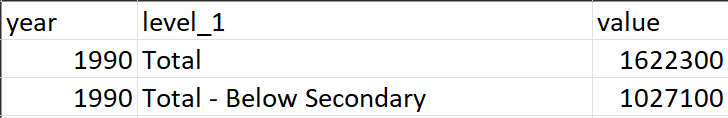 year level_1 value
1990 Total 1622300
1990 Total - Below Secondary 1027100